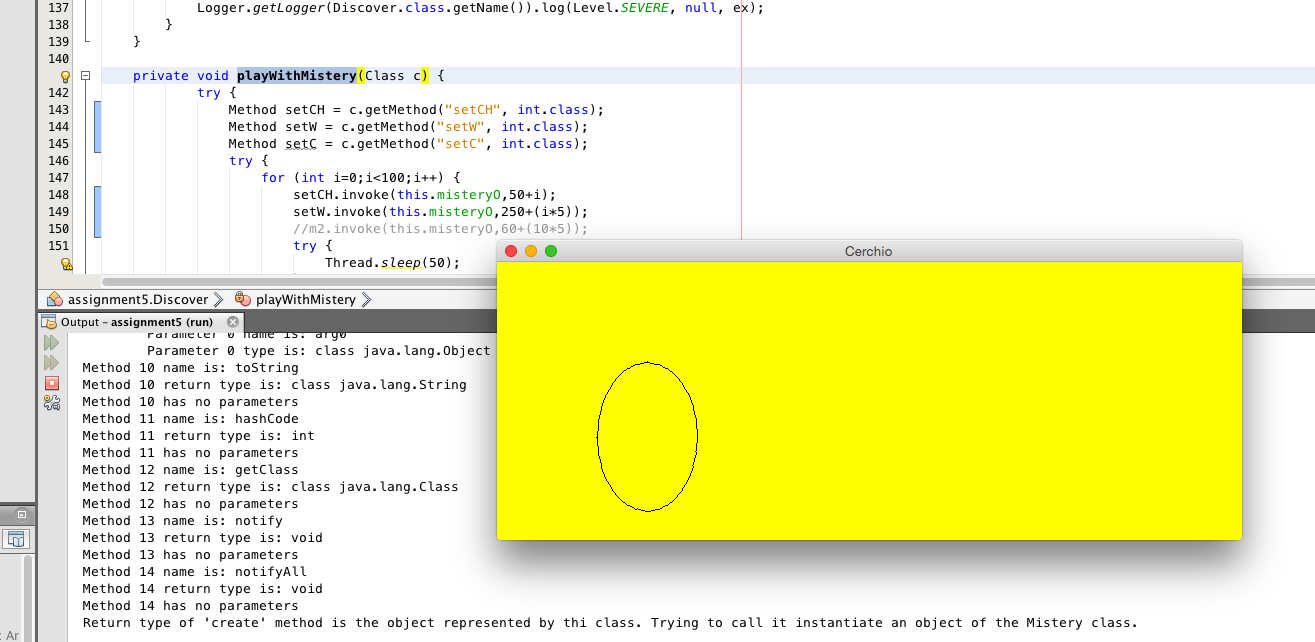 137 Logger.getLogger(Discover.class.getName()).log(Level.SEVERE, null, ex);
138 }
139 }
140
private void playWithMistery(Class c) {
142 try {
143 Method setCH = c.getMethod("setCH", int.class);
144 Method setW = c.getMethod("setW", int.class);
145 Method setC = c.getMethod("setC", int.class);
146 try {
147 for (int i=0;i<100;i++) {
148 setCH.invoke(this.misteryO,50+i);
149 setW.invoke(this.misteryO,250+(i*5));
150 //m2.invoke(this.misteryO,60+(10*5));
151 try {
Thread.sleep(50);
Cerchio
assignment5.Discover playWithMistery
Output – assignment5 (run)
Parameter 0 name is: arg0
Parameter 0 type is: class java.lang.Object
Method 10 name is: toString
Method 10 return type is: class java.lang.String
Method 10 has no parameters
Method 11 name is: hashCode
Method 11 return type is: int
Method 11 has no parameters
Method 12 name is: getClass
Method 12 return type is: class java.lang.Class
Method 12 has no parameters
Method 13 name is: notify
Method 13 return type is: void
Method 13 has no parameters
Method 14 name is: notifyAll
Method 14 return type is: void
Method 14 has no parameters
Return type of 'create' method is the object represented by thi class. Trying to call it instantiate an object of the Mistery class.
: Ar